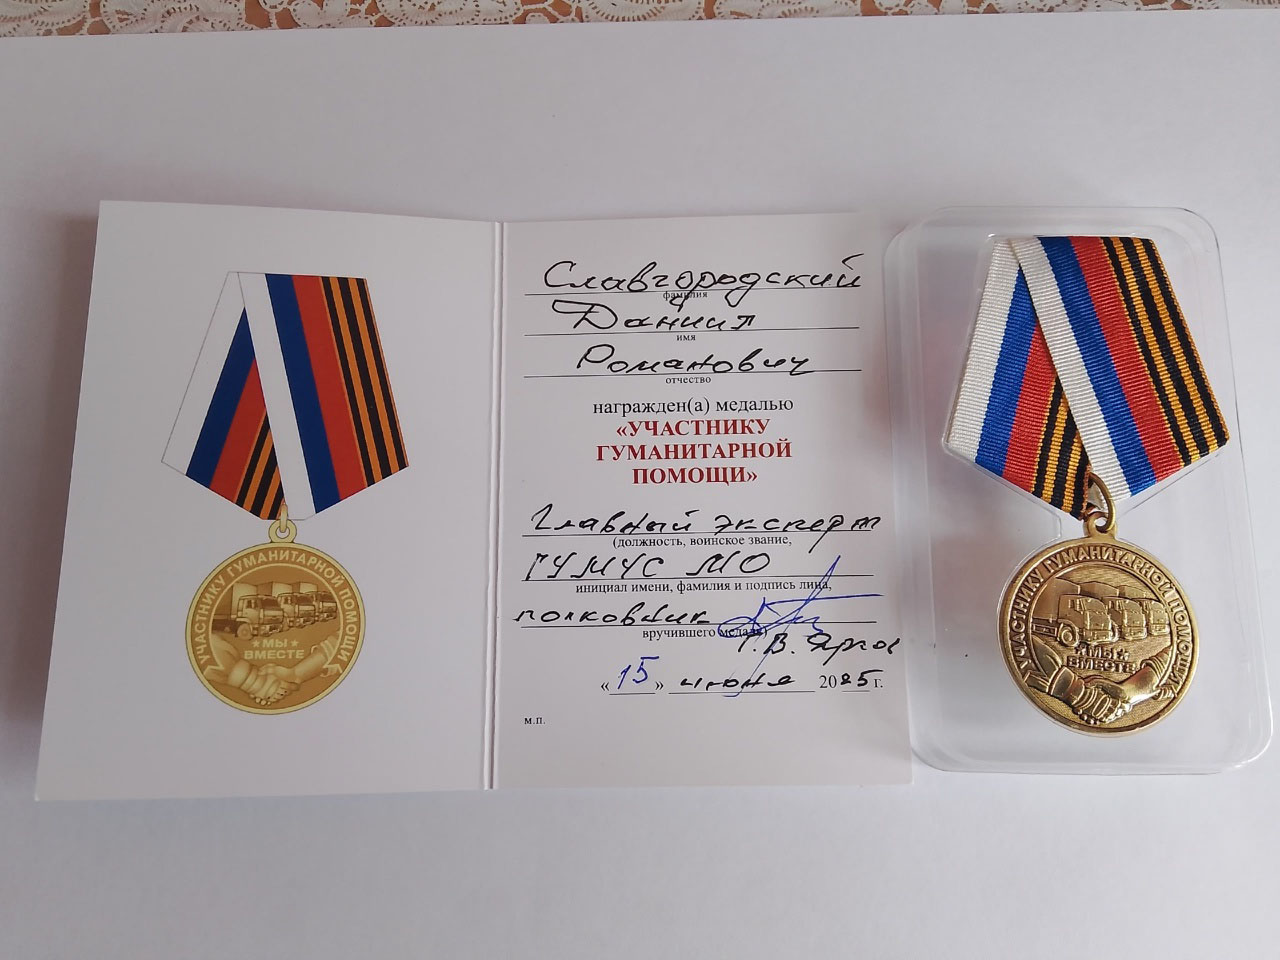 УЧАСТНИКУ ГУМАНИТАРНОЙ ПОМОЩИ
★МЫ★
ВМЕСТЕ
Славгородский
фамилия
Даниил
имя
Романович
отчество
награжден(а) медалью
«УЧАСТНИКУ
ГУМАНИТАРНОЙ
ПОМОЩИ»
Главный эксперт
(должность, воинское звание,
ГУМЧС МО
инициал имени, фамилия и подпись лица,
полковник
вручившего медаль)
Г.В.
«15» июня 2025 г.
м.п.
УЧАСТНИКУ ГУМАНИТАРНОЙ ПОМОЩИ
★МЫ★
ВМЕСТЕ